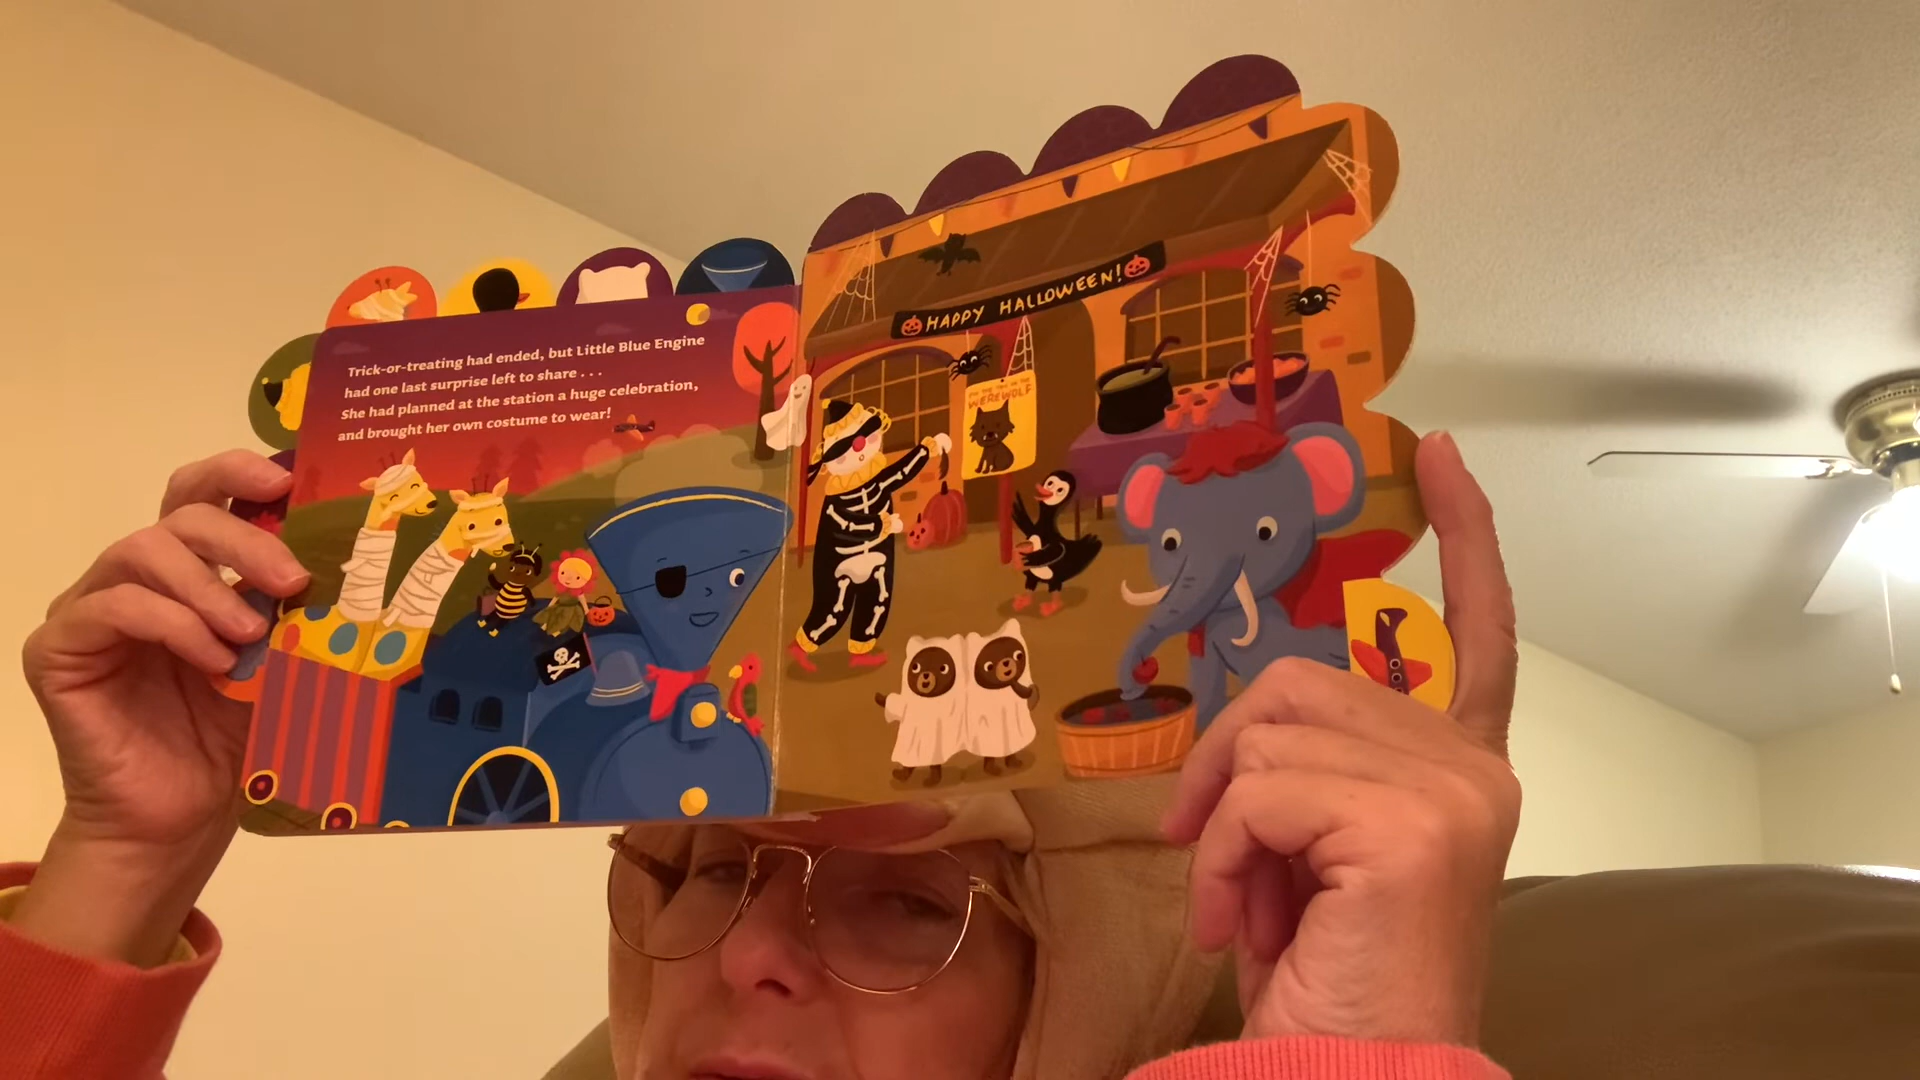 Trick-or-treating had ended, but Little Blue Engine
had one last surprise left to share . . .
She had planned at the station a huge celebration,
and brought her own costume to wear!
HAPPY HALLOWEEN!
WEREWOLF